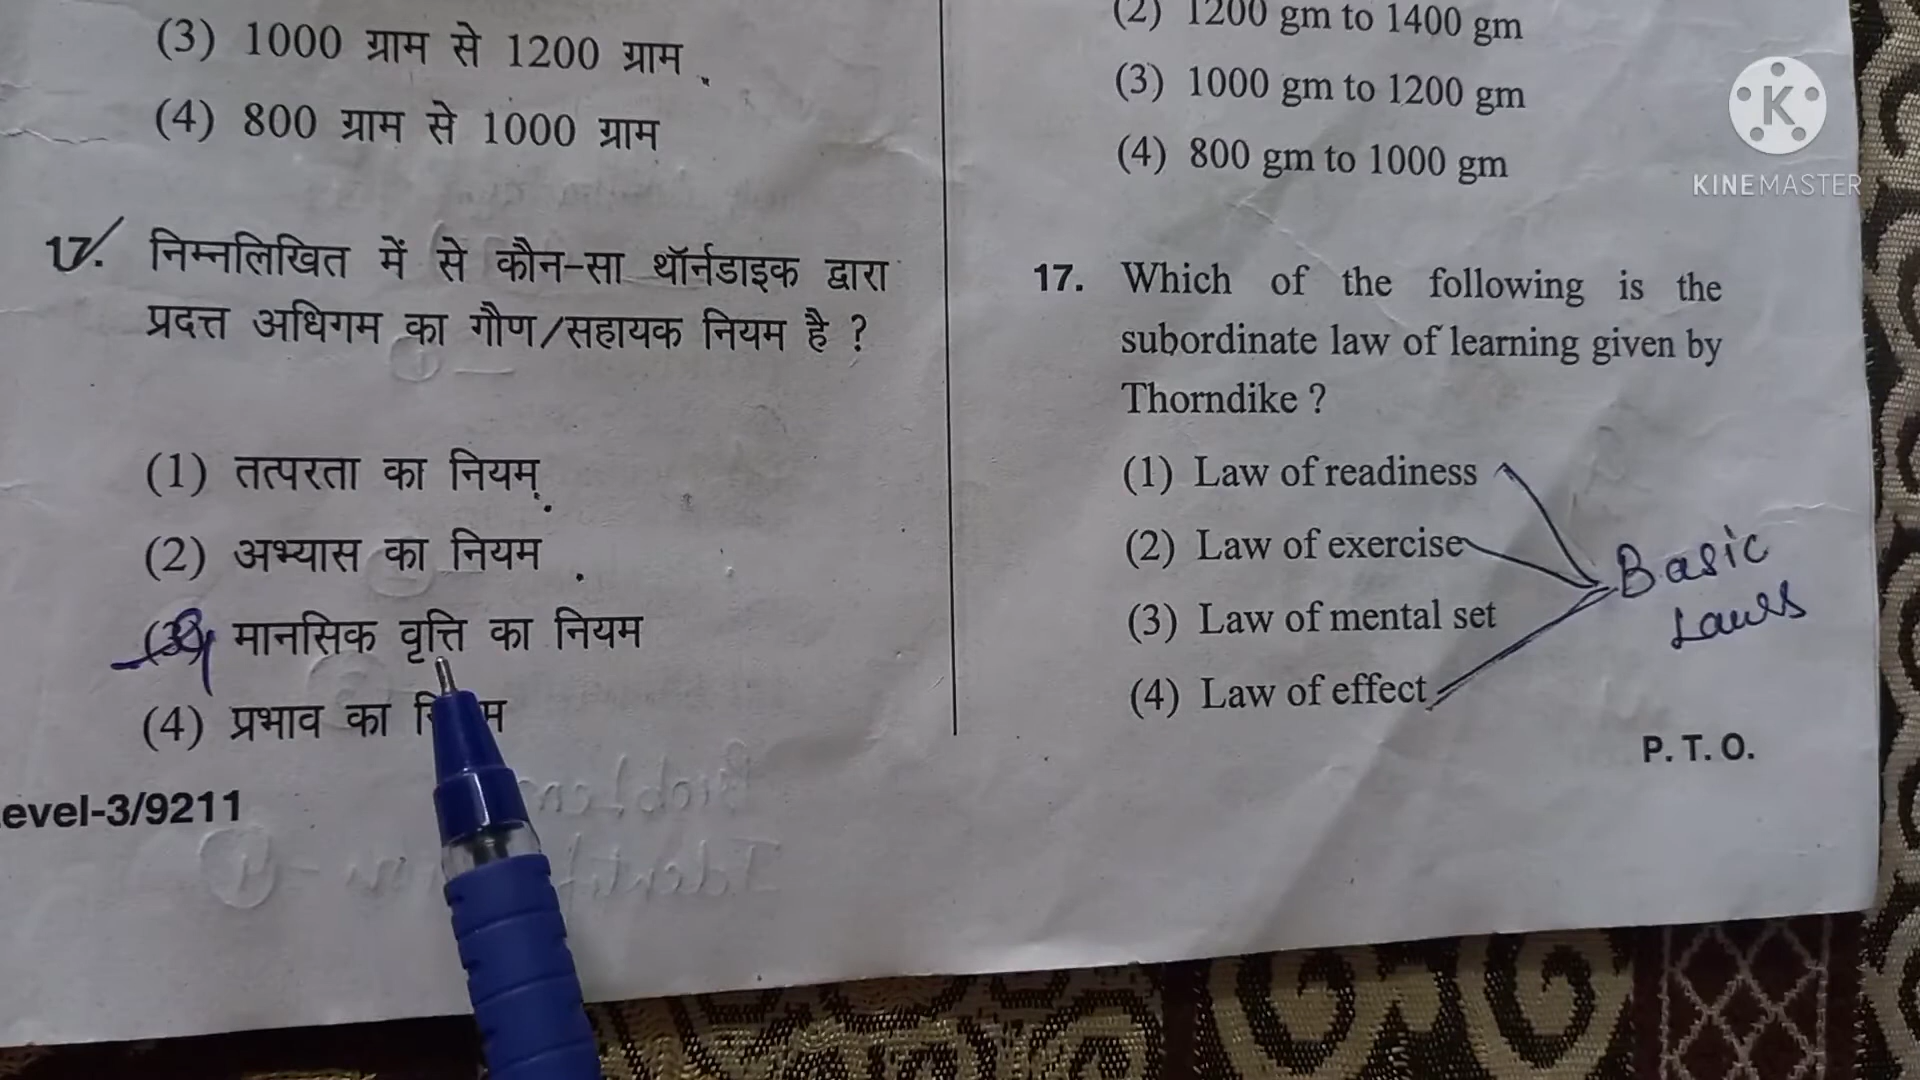 (3) 1000 ग्राम से 1200 ग्राम
(4) 800 ग्राम से 1000 ग्राम
17. निम्नलिखित में से कौन-सा थॉर्नडाइक द्वारा
प्रदत्त अधिगम का गौण/सहायक नियम है ?
(1) तत्परता का नियम
(2) अभ्यास का नियम
(3) मानसिक वृत्ति का नियम
(4) प्रभाव का
evel-3/9211
(2) 1200 gm to 1400 gm
(3) 1000 gm to 1200 gm
(4) 800 gm to 1000 gm
17. Which of the following is the
subordinate law of learning given by
Thorndike ?
(1) Law of readiness
(2) Law of exercise
(3) Law of mental set
(4) Law of effect
Basic
Laws
P. T. O.
K
KINEMASTER